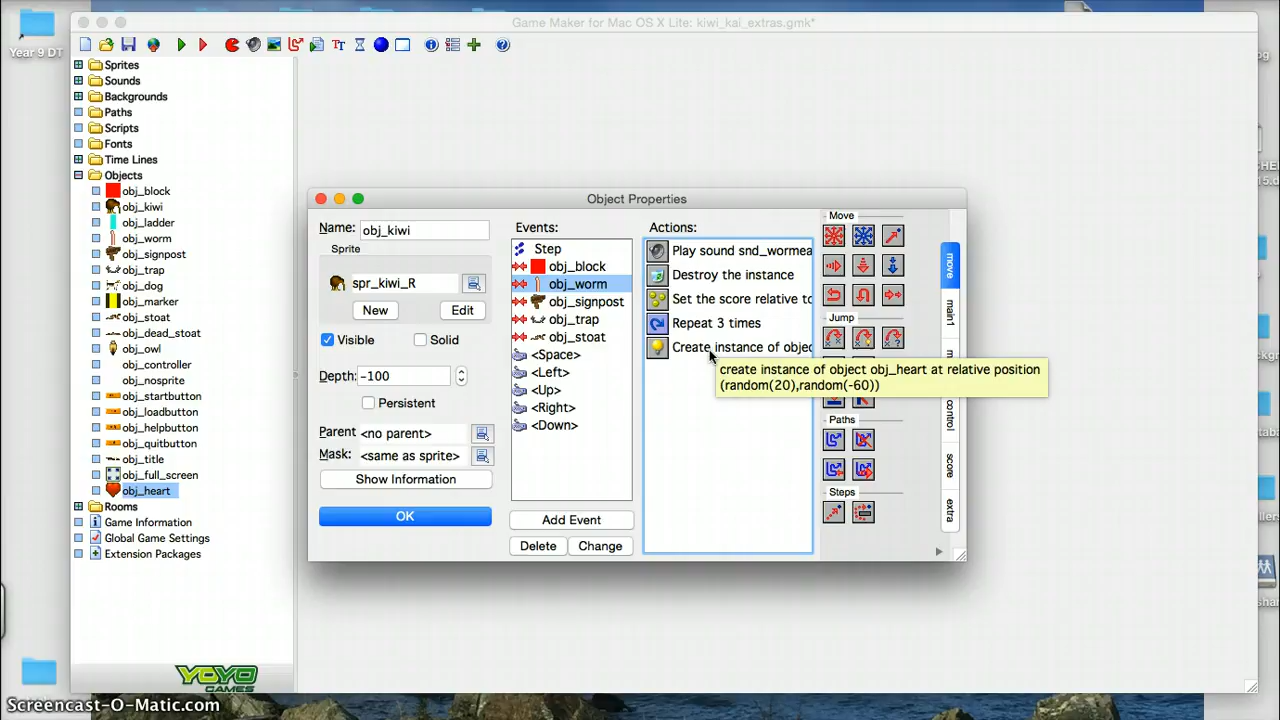 Game Maker for Mac OS X Lite: kiwi_kai_extras.gmk*
Year 9 DT
Sprites
Sounds
Backgrounds
Paths
Scripts
Fonts
Time Lines
Objects
obj_block
obj_kiwi
obj_ladder
obj_worm
obj_signpost
obj_trap
obj_dog
obj_marker
obj_stoat
obj_dead_stoat
obj_owl
obj_controller
obj_nosprite
obj_startbutton
obj_loadbutton
obj_helpbutton
obj_quitbutton
obj_title
obj_full_screen
obj_heart
Rooms
Game Information
Global Game Settings
Extension Packages
YOYO
GAMES
Object Properties
Name: obj_kiwi
Sprite
spr_kiwi_R
New Edit
Visible Solid
Depth: -100
Persistent
Parent <no parent>
Mask: <same as sprite>
Show Information
OK
Events:
Step
obj_block
obj_worm
obj_signpost
obj_trap
obj_stoat
<Space>
<Left>
<Up>
<Right>
<Down>
Add Event
Delete Change
Actions:
Play sound snd_wormea
Destroy the instance
Set the score relative to
Repeat 3 times
Create instance of objec
create instance of object obj_heart at relative position
(random(20),random(-60))
Move
Jump
Paths
Steps
move
main1
control
score
extra
Screencast-O-Matic.com